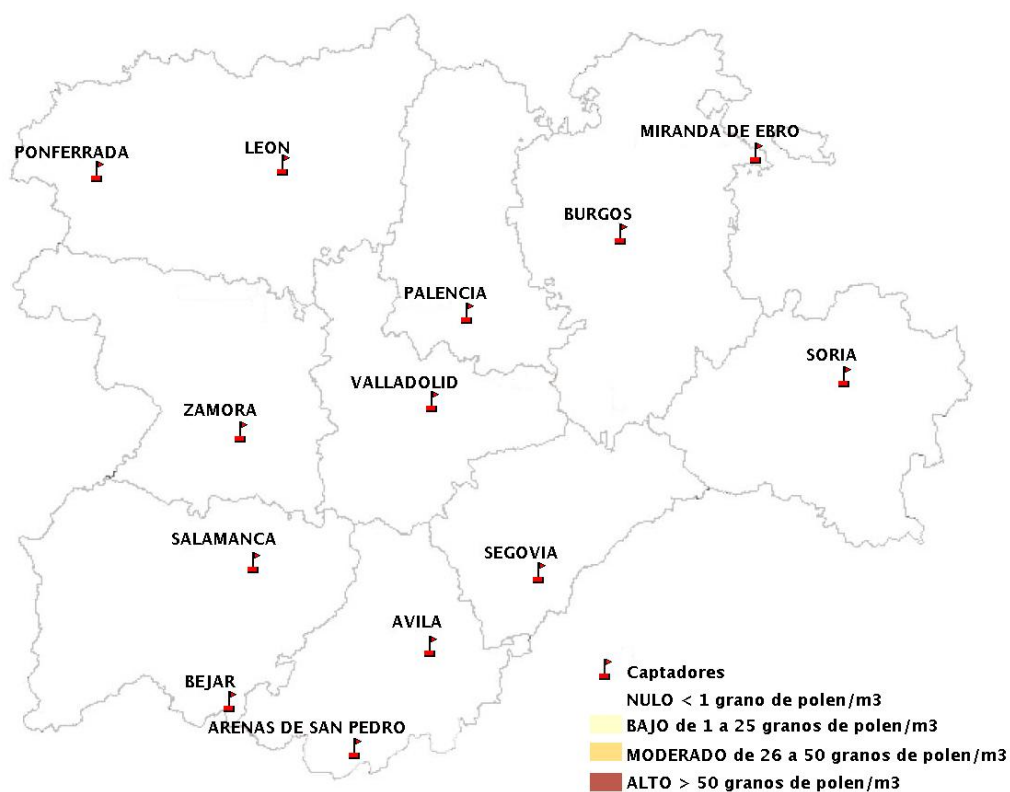 MIRANDA DE EBRO
PONFERRADA
LEON
BURGOS
PALENCIA
SORIA
VALLADOLID
ZAMORA
SALAMANCA
SEGOVIA
AVILA
BEJAR
ARENAS DE SAN PEDRO
Captadores
NULO < 1 grano de polen/m3
BAJO de 1 a 25 granos de polen/m3
MODERADO de 26 a 50 granos de polen/m3
ALTO > 50 granos de polen/m3